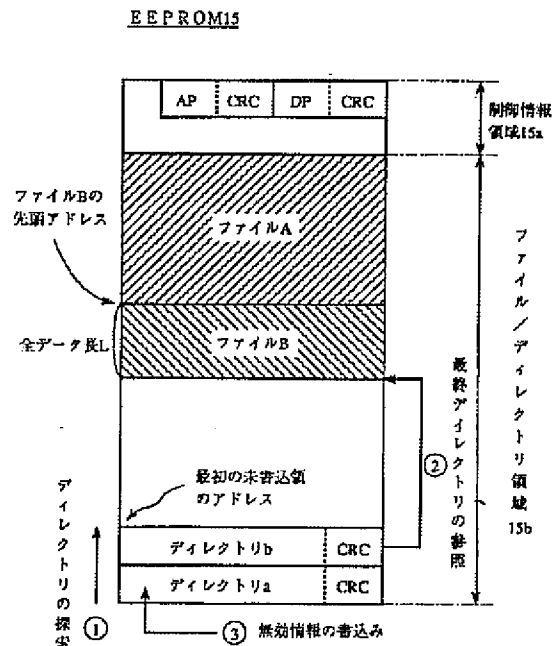 EEPROM15
AP CRC DP CRC
制御情報
領域15a
ファイルBの
先頭アドレス
ファイルA
全データ長L
ファイルB
ファイル/ディレクトリ領域
15b
最終ディレクトリの参照
②
最初の未書込領
のアドレス
ディレクトリb CRC
ディレクトリa CRC
ディレクトリの探索
①
③ 無効情報の書込み